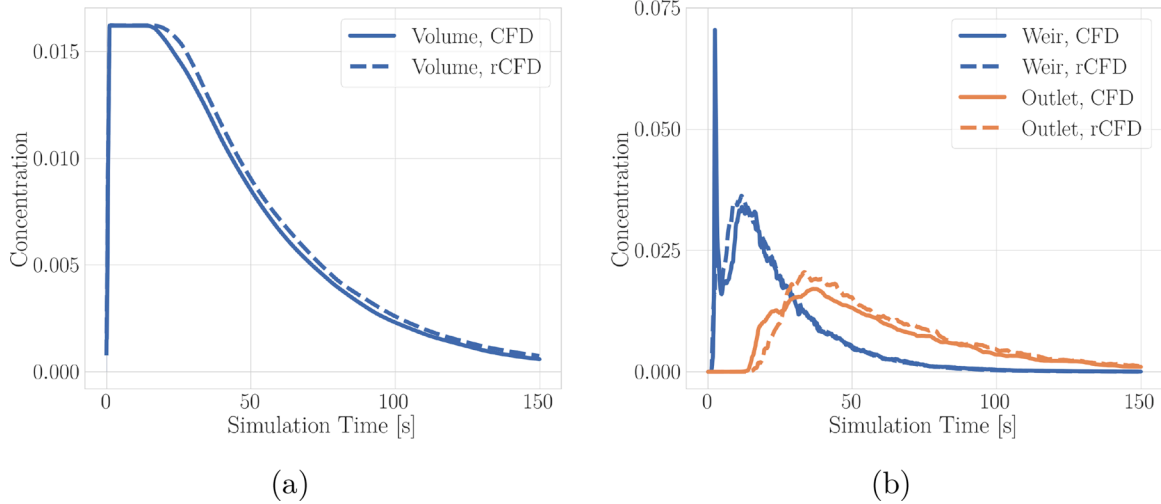 0.015
0.010
0.005
0.000
Concentration
0
50
100
150
Simulation Time [s]
Volume, CFD
Volume, rCFD
(a)
0.075
0.050
0.025
0.000
Concentration
0
50
100
150
Simulation Time [s]
Weir, CFD
Weir, rCFD
Outlet, CFD
Outlet, rCFD
(b)